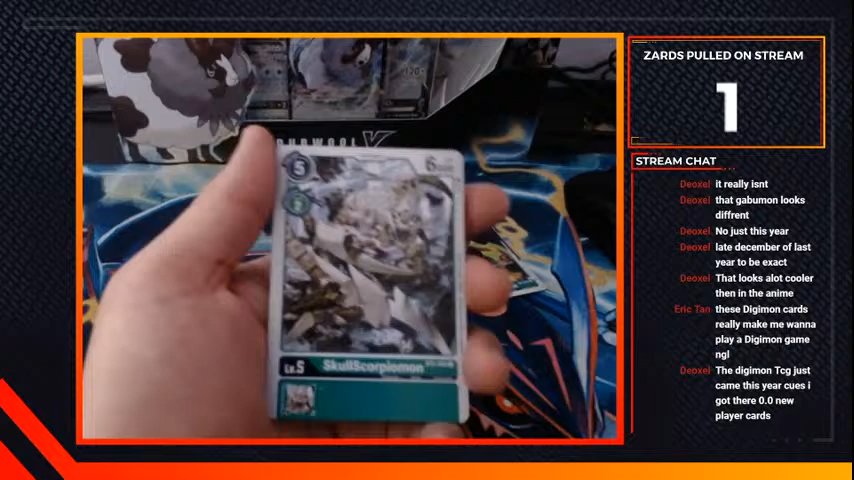 ZARDS PULLED ON STREAM
1
STREAM CHAT
Deoxel it really isnt
Deoxel that gabumon looks
diffrent
Deoxel No just this year
Deoxel late december of last
year to be exact
Deoxel That looks alot cooler
then in the anime
Eric Tan these Digimon cards
really make me wanna
play a Digimon game
ngl
Deoxel The digimon Tcg just
came this year cues i
got there 0.0 new
player cards
V
5
6
Lv.5 SkullScorpiomon